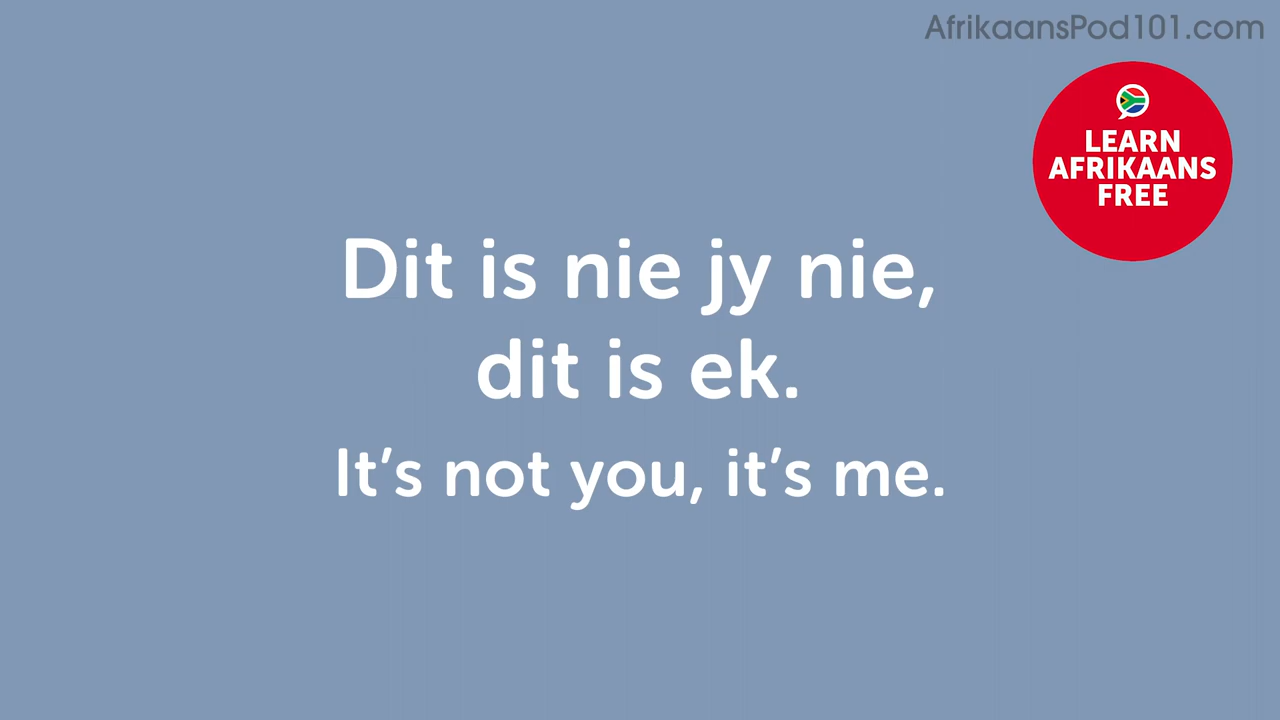 AfrikaansPod101.com
LEARN
AFRIKAANS
FREE
Dit is nie jy nie,
dit is ek.
It’s not you, it’s me.